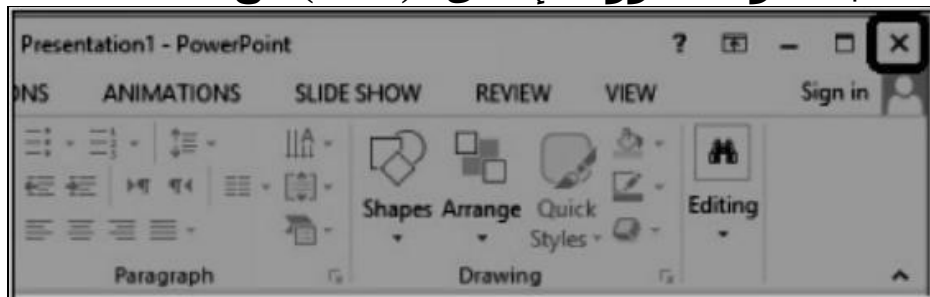 Presentation1 - PowerPoint ?
ANIMATIONS SLIDE SHOW REVIEW VIEW Sign in
Shapes Arrange Quick Styles Editing
Paragraph Drawing